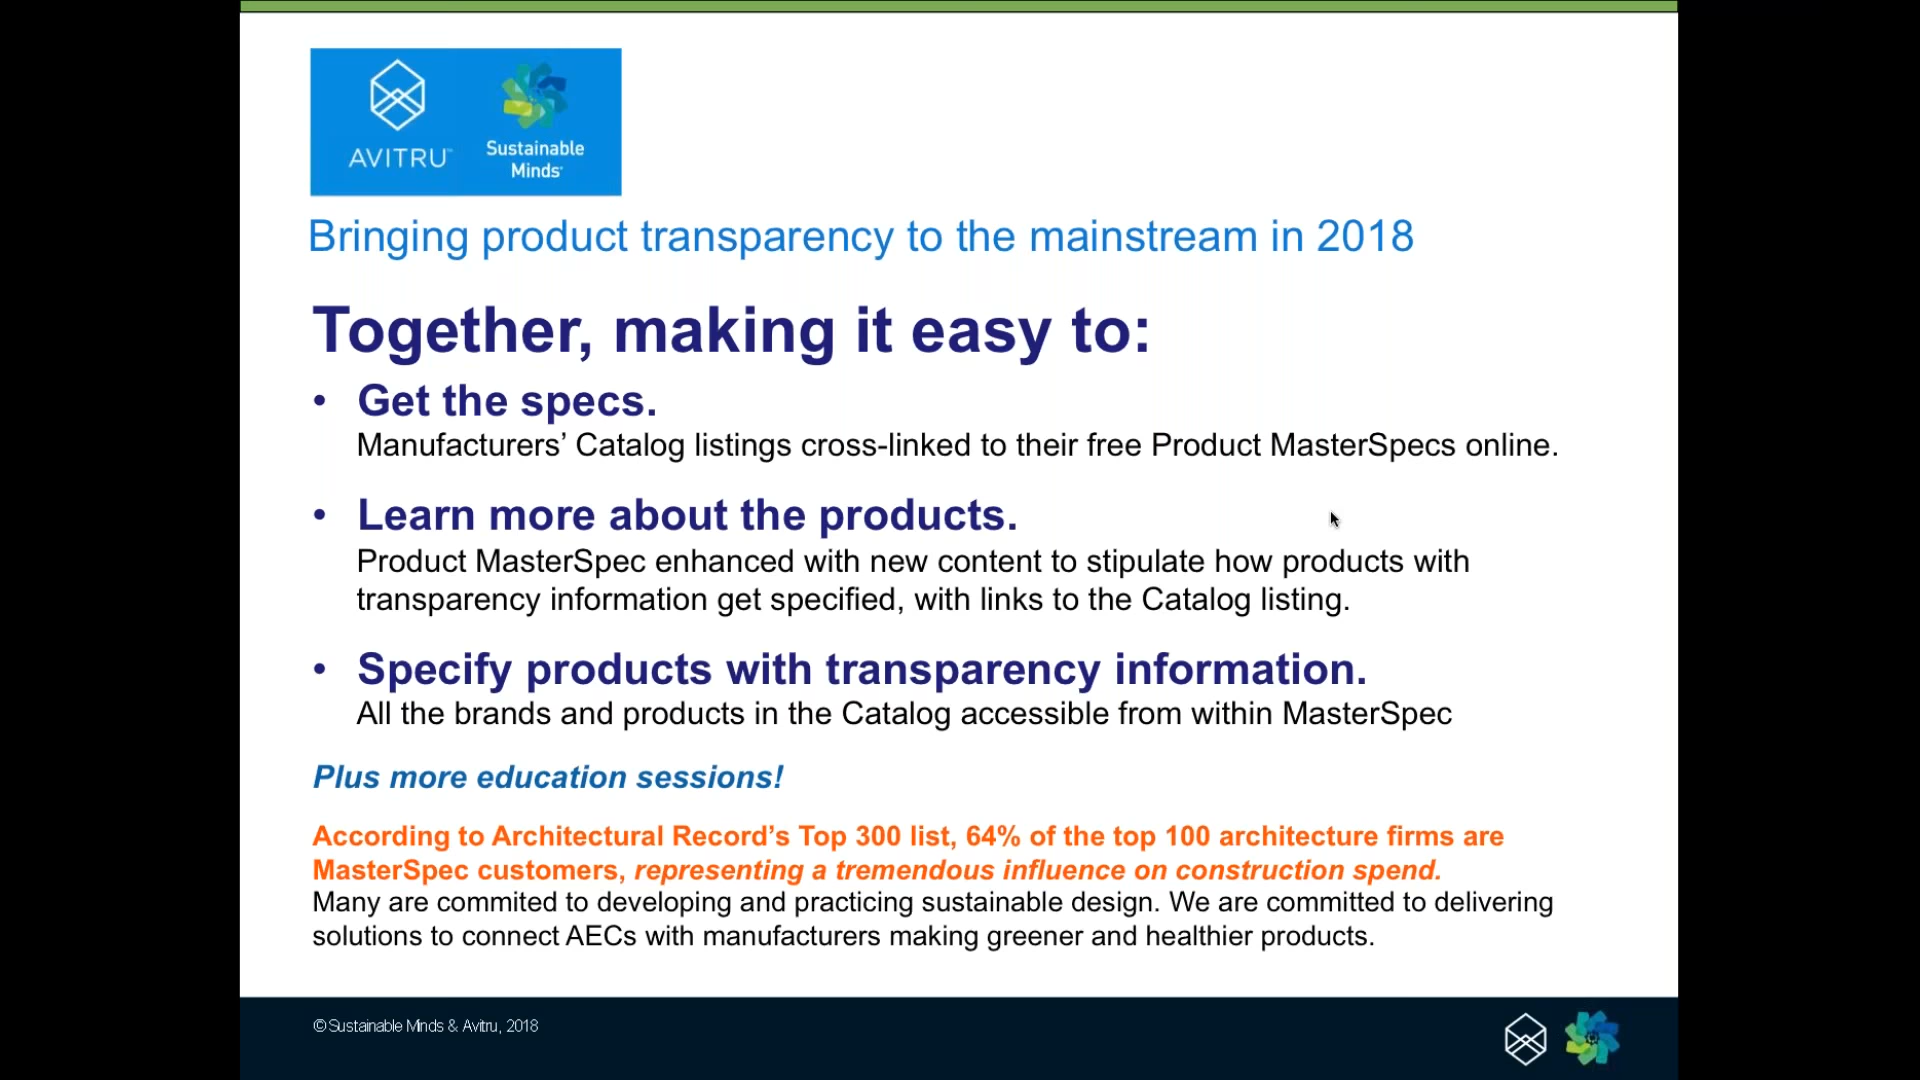 AVITRU™
Sustainable
Minds®
Bringing product transparency to the mainstream in 2018
Together, making it easy to:
• Get the specs.
Manufacturers’ Catalog listings cross-linked to their free Product MasterSpecs online.
• Learn more about the products.
Product MasterSpec enhanced with new content to stipulate how products with
transparency information get specified, with links to the Catalog listing.
• Specify products with transparency information.
All the brands and products in the Catalog accessible from within MasterSpec
Plus more education sessions!
According to Architectural Record’s Top 300 list, 64% of the top 100 architecture firms are
MasterSpec customers, representing a tremendous influence on construction spend.
Many are commited to developing and practicing sustainable design. We are committed to delivering
solutions to connect AECs with manufacturers making greener and healthier products.
© Sustainable Minds & Avitru, 2018